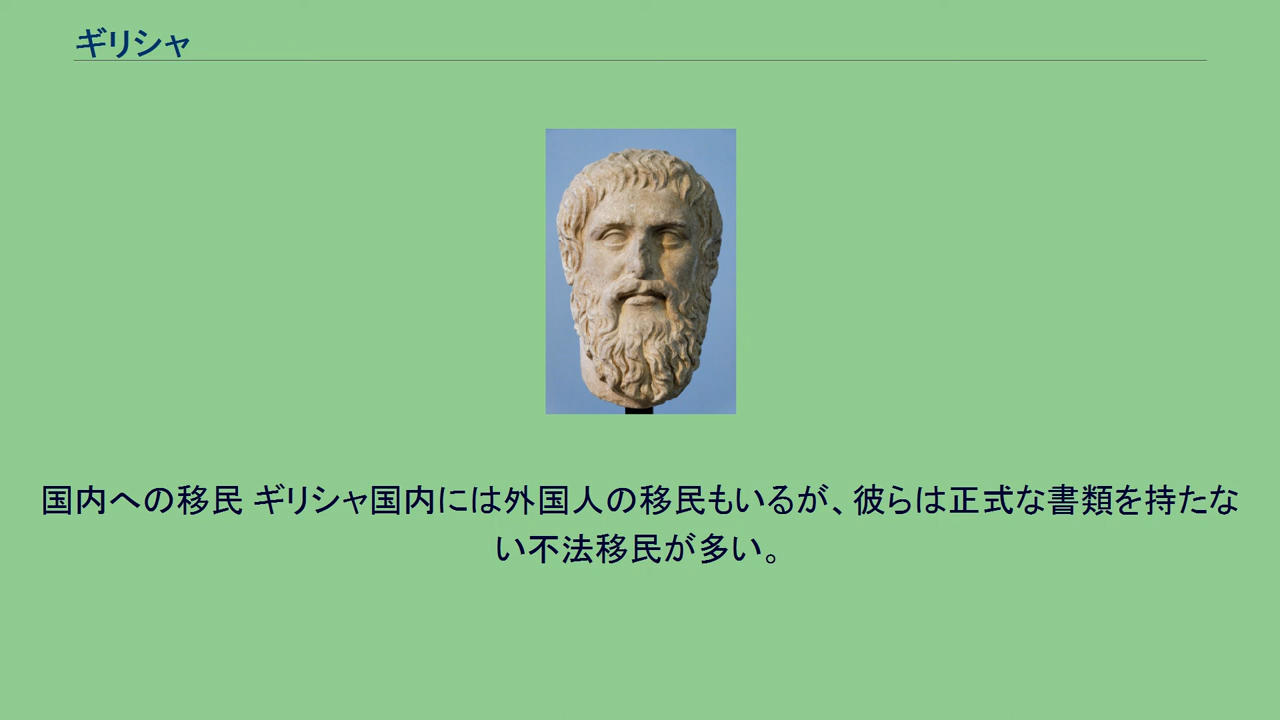 ギリシャ
国内への移民 ギリシャ国内には外国人の移民もいるが、彼らは正式な書類を持たな
い不法移民が多い。